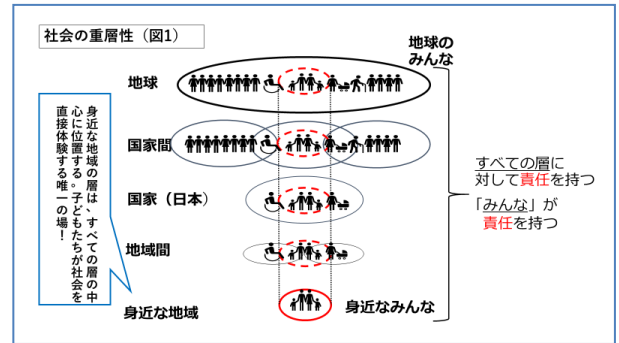 社会の重層性（図1）
地球の
みんな
地球
国家間
国家（日本）
地域間
身近な地域
身近なみんな
身近な地域の層は、すべての層の中
心に位置する。子どもたちが社会を
直接体験する唯一の場！
すべての層に
対して責任を持つ
「みんな」が
責任を持つ